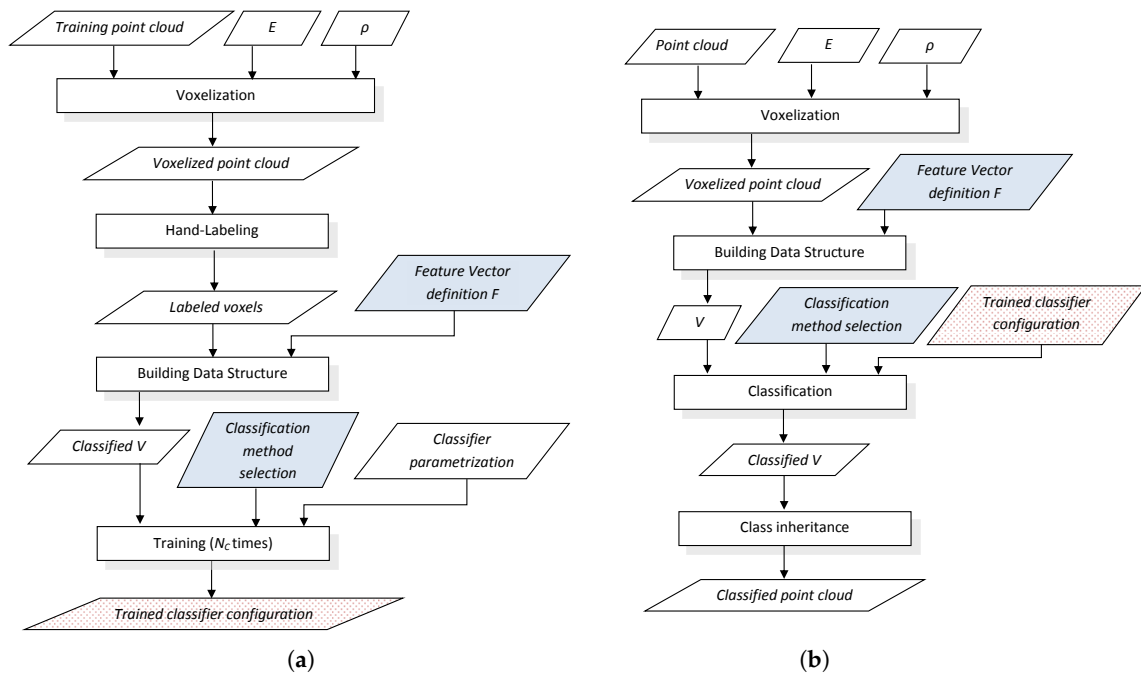 Training point cloud
E
ρ
Voxelization
Voxelized point cloud
Hand-Labeling
Labeled voxels
Feature Vector
definition F
Building Data Structure
Classified V
Classification
method
selection
Classifier
parametrization
Training (NC times)
Trained classifier configuration
(a)
Point cloud
E
ρ
Voxelization
Voxelized point cloud
Feature Vector
definition F
Building Data Structure
V
Classification
method selection
Trained classifier
configuration
Classification
Classified V
Class inheritance
Classified point cloud
(b)